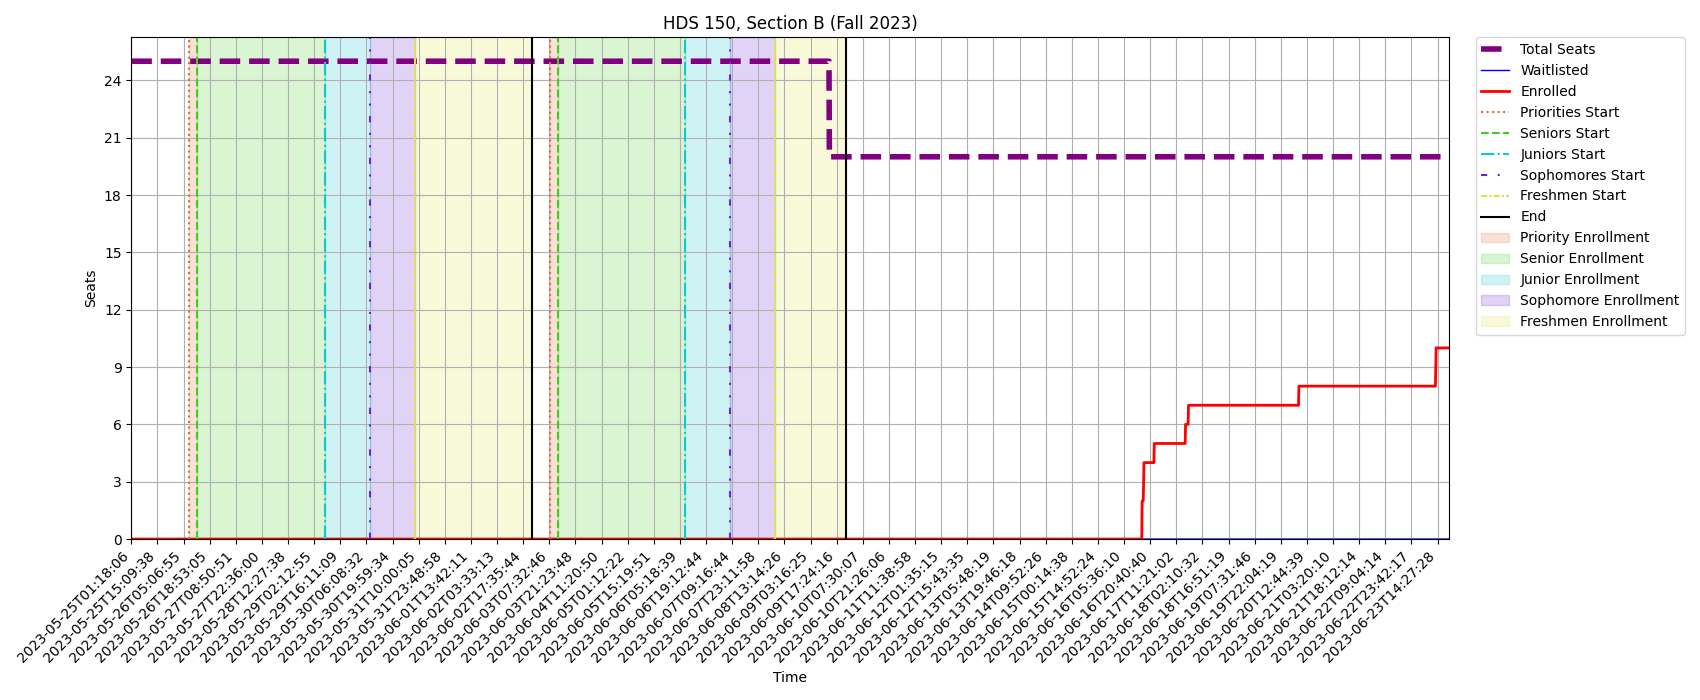 HDS 150, Section B (Fall 2023)
Seats
24
21
18
15
12
9
6
3
0
2023-05-25T01:18:06
2023-05-25T15:09:38
2023-05-26T05:06:55
2023-05-26T18:53:05
2023-05-27T08:50:51
2023-05-27T22:36:00
2023-05-28T12:27:38
2023-05-29T02:12:55
2023-05-29T16:11:09
2023-05-30T06:08:32
2023-05-30T19:59:34
2023-05-31T10:00:05
2023-05-31T23:48:58
2023-06-01T13:42:11
2023-06-02T03:33:13
2023-06-02T17:35:44
2023-06-03T07:32:46
2023-06-03T21:23:48
2023-06-04T11:20:50
2023-06-05T01:12:22
2023-06-05T15:19:51
2023-06-06T05:18:39
2023-06-06T19:12:44
2023-06-07T09:16:44
2023-06-07T23:11:58
2023-06-08T13:14:26
2023-06-09T03:16:25
2023-06-09T17:24:16
2023-06-10T07:30:07
2023-06-10T21:26:06
2023-06-11T11:38:58
2023-06-12T01:35:15
2023-06-12T15:43:35
2023-06-13T05:48:19
2023-06-13T19:46:18
2023-06-14T09:52:26
2023-06-15T00:14:38
2023-06-15T14:52:24
2023-06-16T05:36:10
2023-06-16T20:40:40
2023-06-17T11:21:02
2023-06-18T02:10:32
2023-06-18T16:51:19
2023-06-19T07:31:46
2023-06-19T22:04:19
2023-06-20T12:44:39
2023-06-21T03:20:10
2023-06-21T18:12:14
2023-06-22T09:04:14
2023-06-22T23:42:17
2023-06-23T14:27:28
Time
Total Seats
Waitlisted
Enrolled
Priorities Start
Seniors Start
Juniors Start
Sophomores Start
Freshmen Start
End
Priority Enrollment
Senior Enrollment
Junior Enrollment
Sophomore Enrollment
Freshmen Enrollment